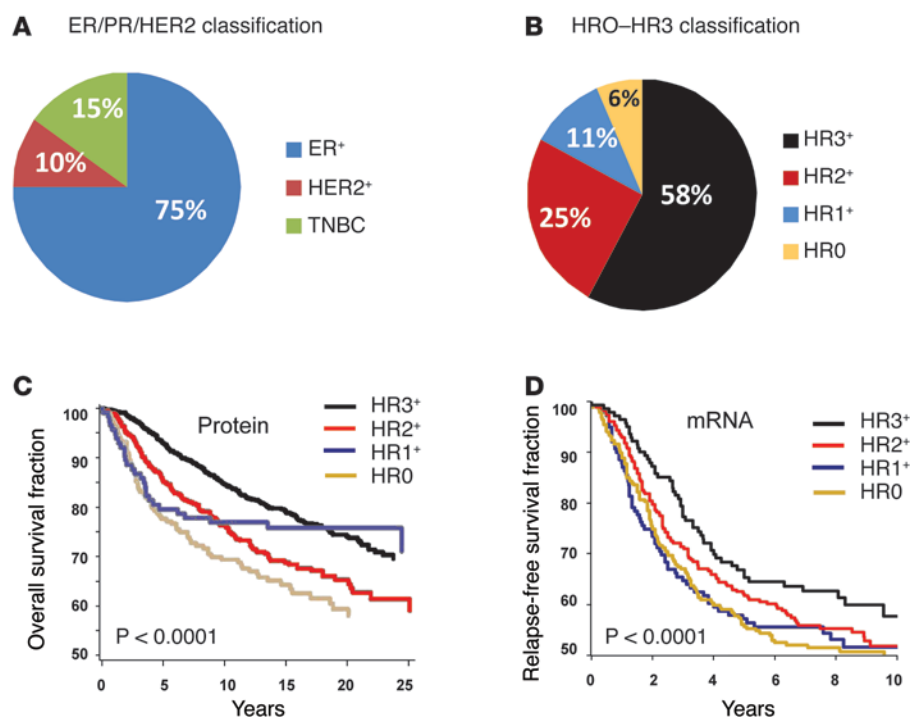 A ER/PR/HER2 classification
15%
10%
75%
ER+
HER2+
TNBC
B HRO–HR3 classification
6%
11%
25%
58%
HR3+
HR2+
HR1+
HR0
C
Overall survival fraction
100
90
80
70
60
50
Protein
HR3+
HR2+
HR1+
HR0
P < 0.0001
0 5 10 15 20 25
Years
D
Relapse-free survival fraction
100
90
80
70
60
50
mRNA
HR3+
HR2+
HR1+
HR0
P < 0.0001
0 2 4 6 8 10
Years